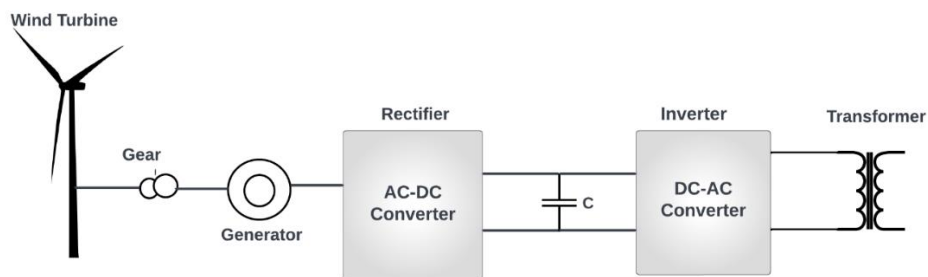 Wind Turbine
Gear
Generator
Rectifier
AC-DC
Converter
C
Inverter
DC-AC
Converter
Transformer